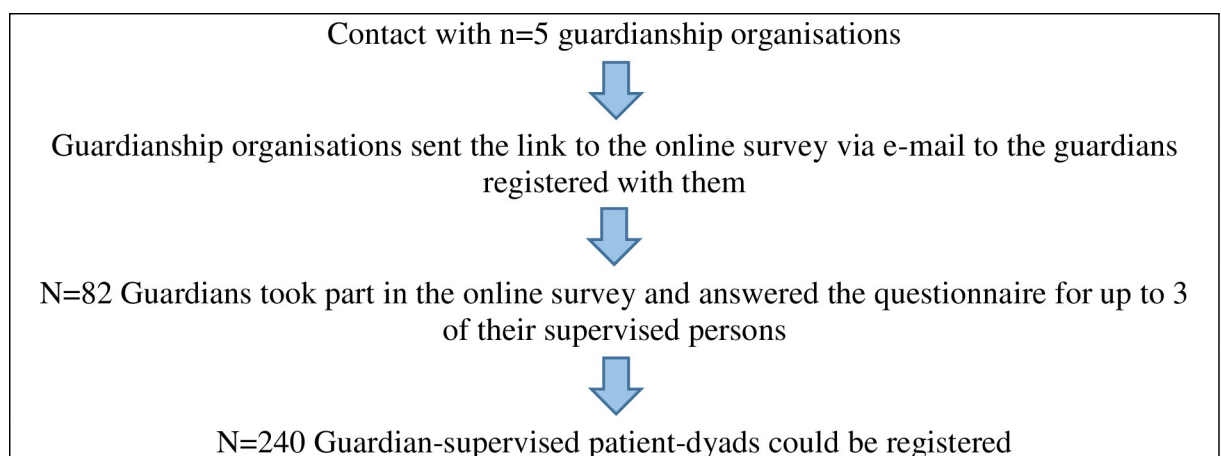 Contact with n=5 guardianship organisations
Guardianship organisations sent the link to the online survey via e-mail to the guardians
registered with them
N=82 Guardians took part in the online survey and answered the questionnaire for up to 3
of their supervised persons
N=240 Guardian-supervised patient-dyads could be registered